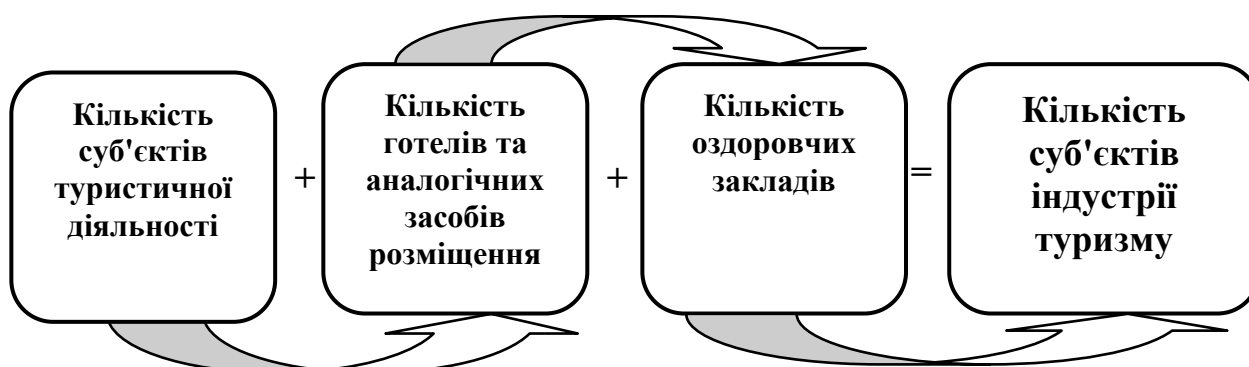 Кількість
суб'єктів
туристичної
діяльності
+
Кількість
готелів та
аналогічних
засобів
розміщення
+
Кількість
оздоровчих
закладів
=
Кількість
суб'єктів
індустрії
туризму